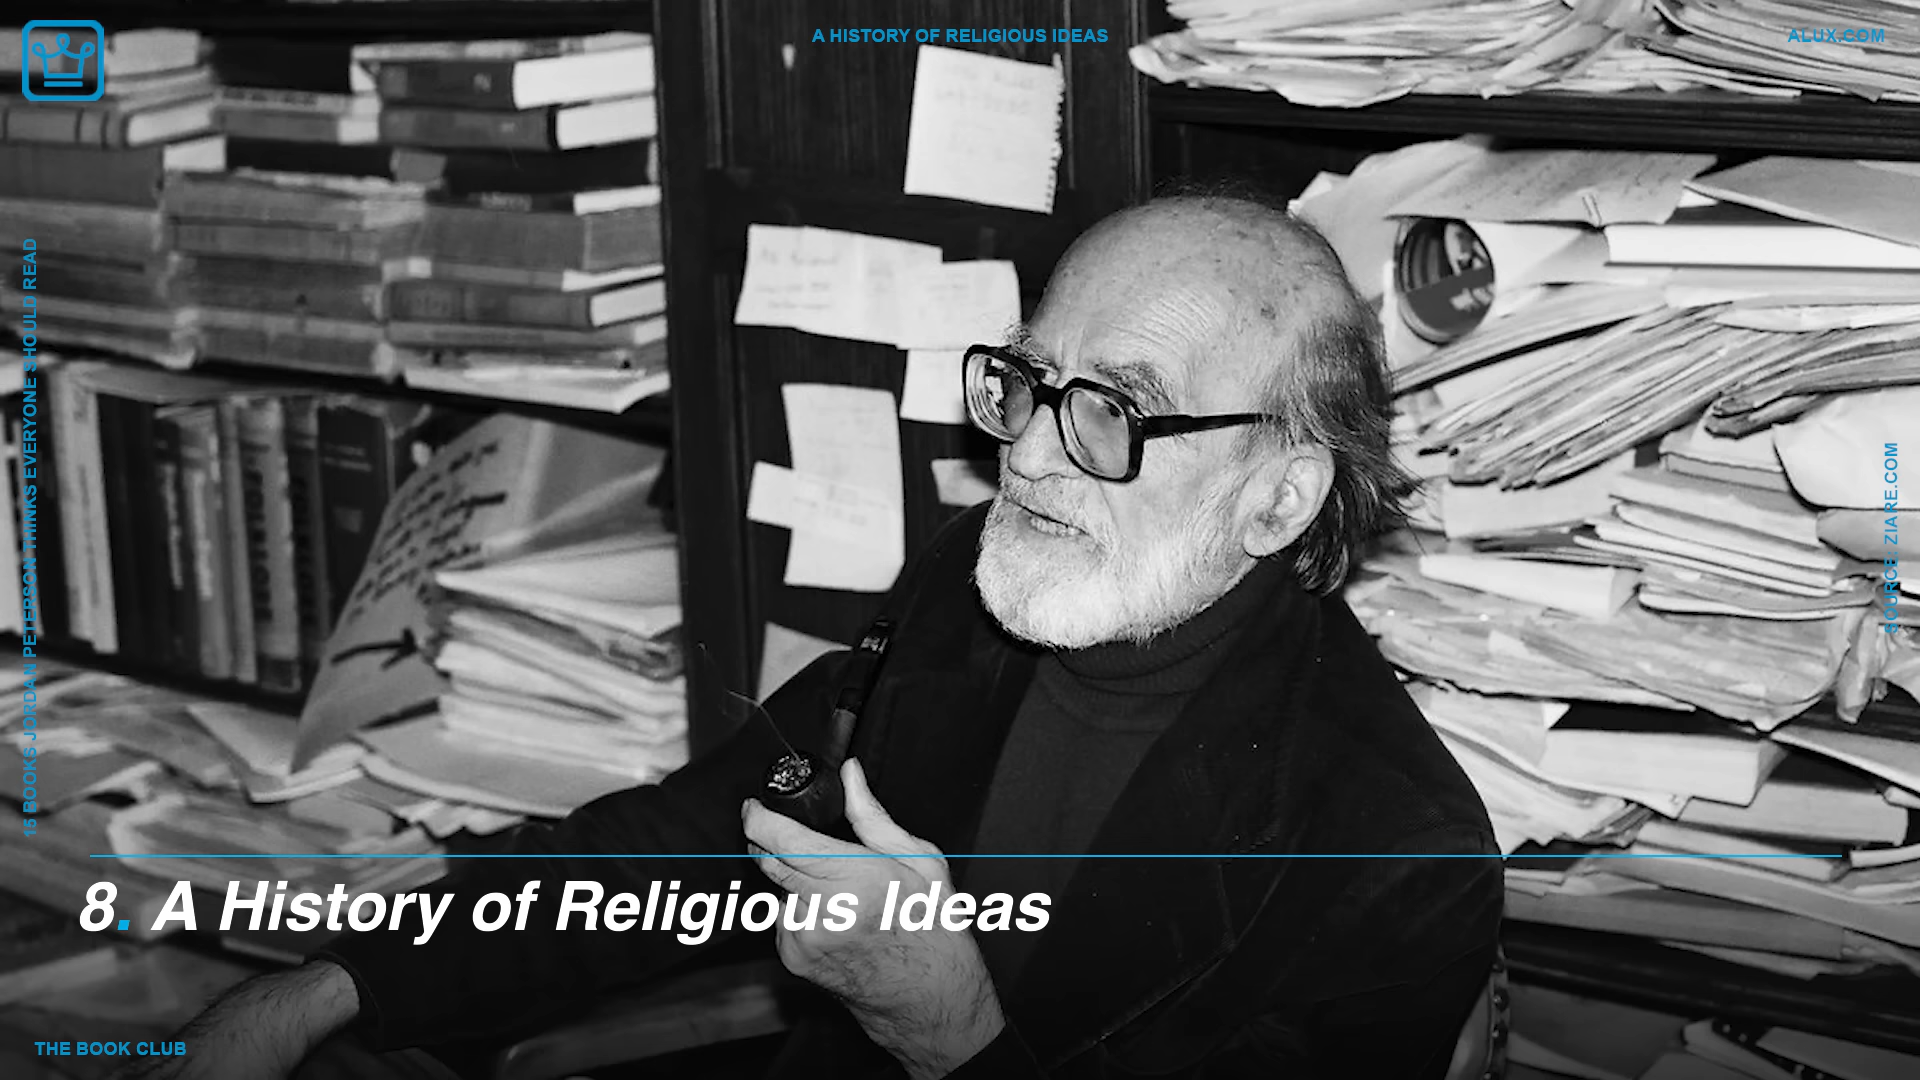 A HISTORY OF RELIGIOUS IDEAS
ALUX.COM
15 BOOKS JORDAN PETERSON THINKS EVERYONE SHOULD READ
SOURCE: ZIARE.COM
8. A History of Religious Ideas
THE BOOK CLUB